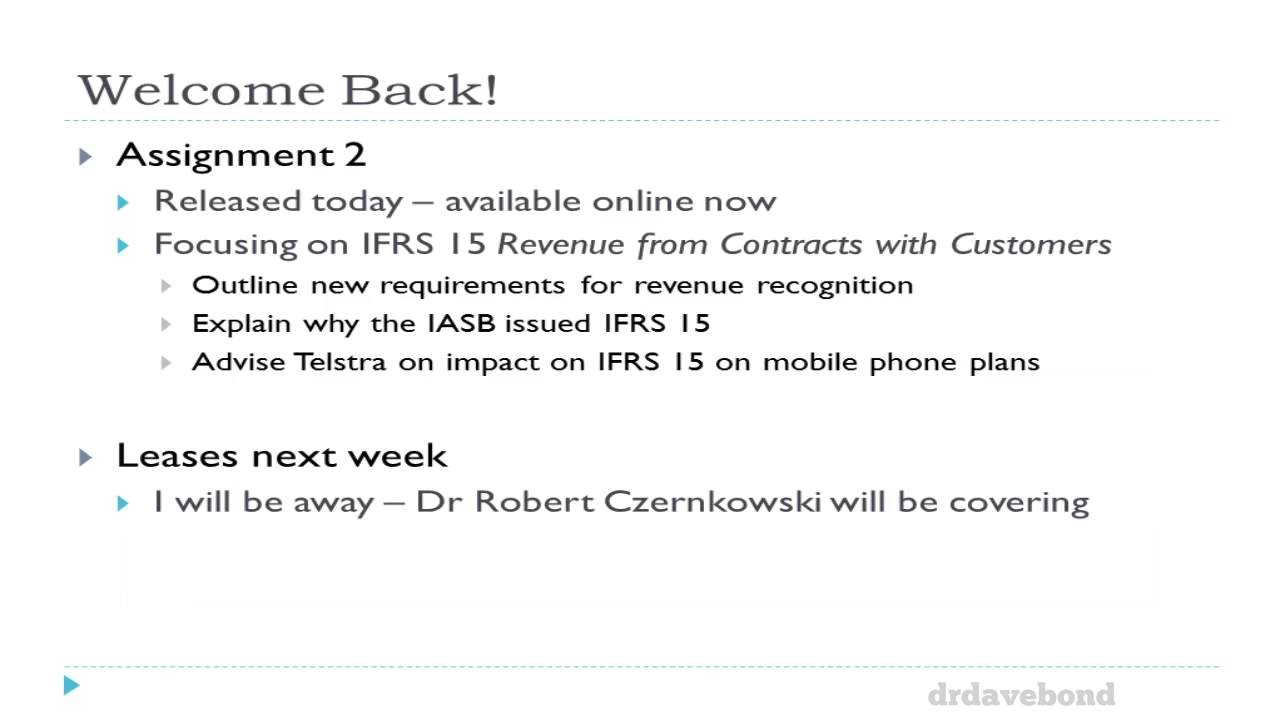 Welcome Back!
Assignment 2
Released today – available online now
Focusing on IFRS 15 Revenue from Contracts with Customers
Outline new requirements for revenue recognition
Explain why the IASB issued IFRS 15
Advise Telstra on impact on IFRS 15 on mobile phone plans
Leases next week
I will be away – Dr Robert Czernkowski will be covering
drdavebond